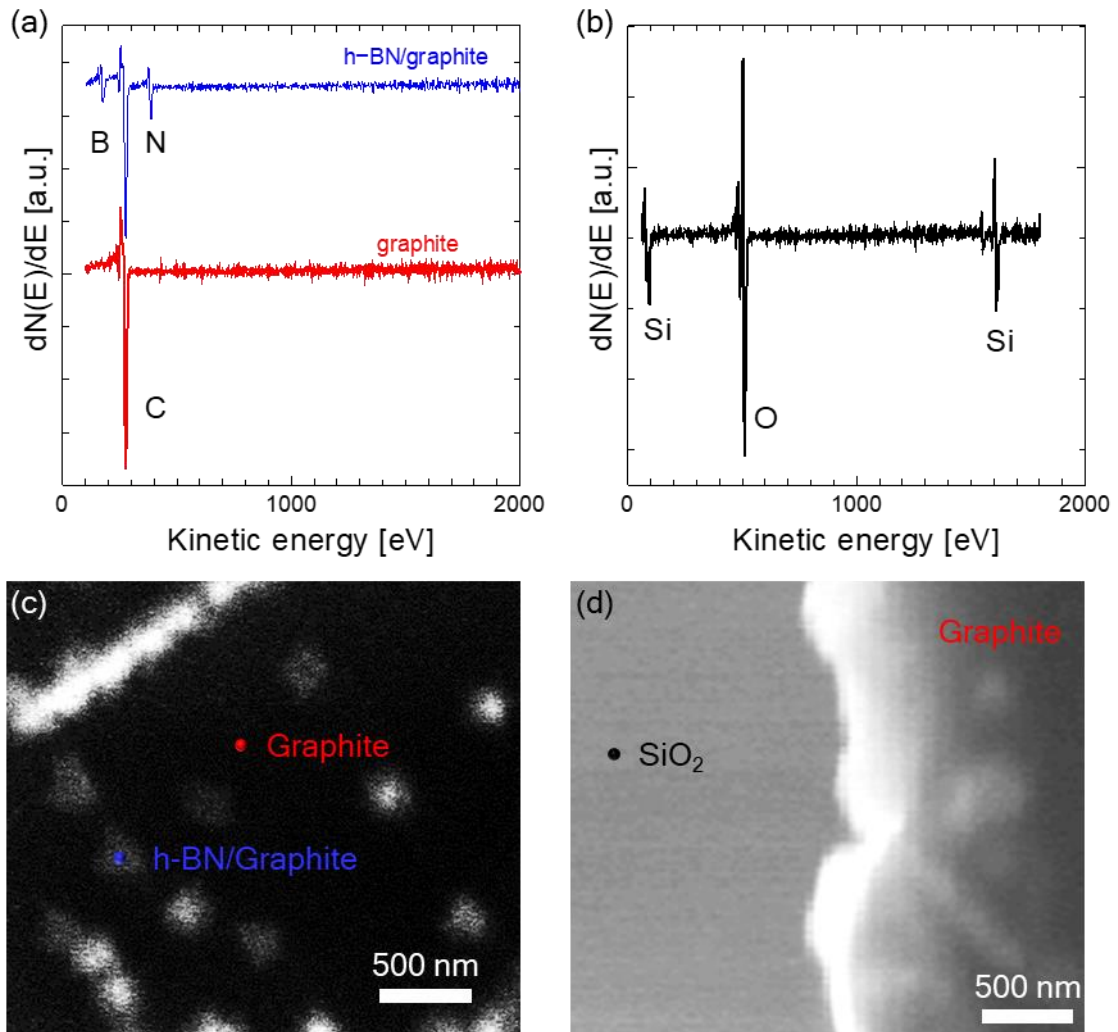 (a)
h−BN/graphite
B
N
graphite
C
dN(E)/dE [a.u.]
0
1000
2000
Kinetic energy [eV]
(b)
Si
O
Si
dN(E)/dE [a.u.]
0
1000
2000
Kinetic energy [eV]
(c)
Graphite
h-BN/Graphite
500 nm
(d)
Graphite
SiO₂
500 nm